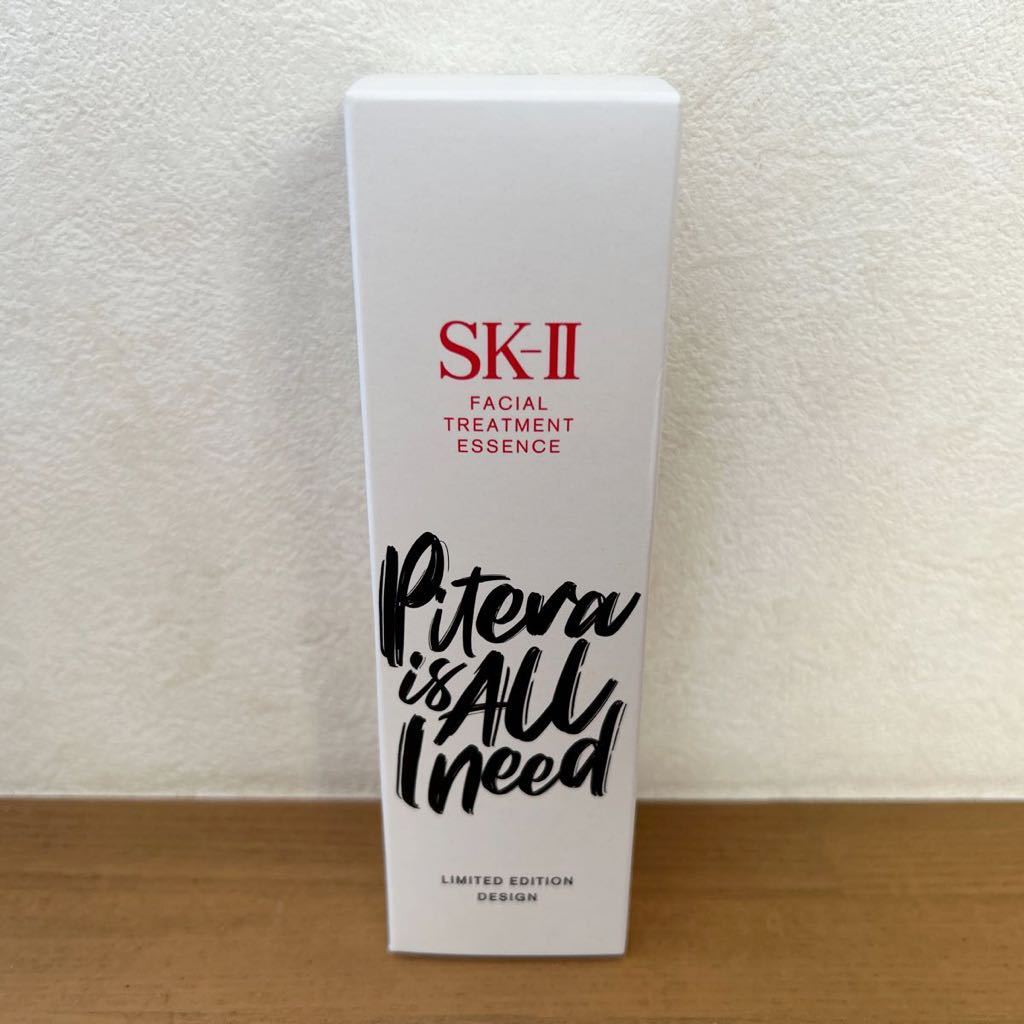 SK-II
FACIAL
TREATMENT
ESSENCE
Pitera
is ALL
I need
LIMITED EDITION
DESIGN